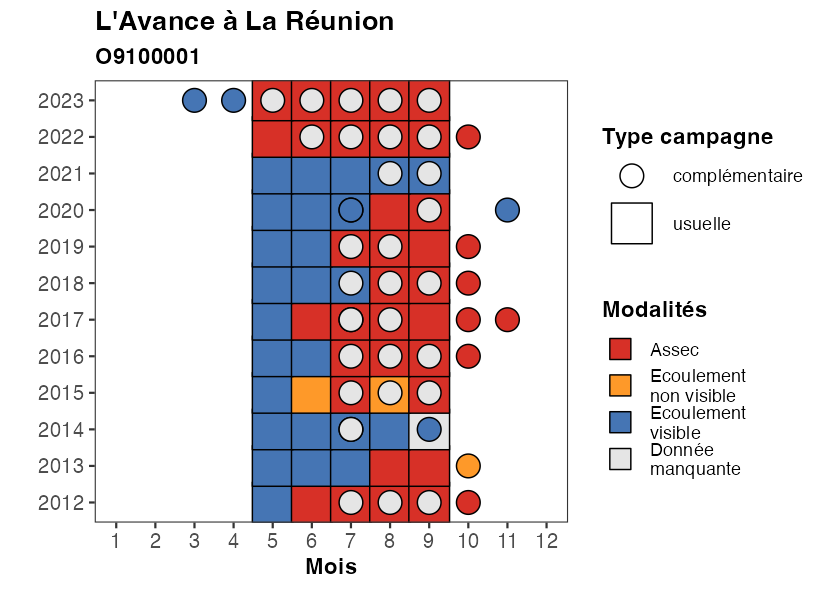 L'Avance à La Réunion
O9100001
2023
2022
2021
2020
2019
2018
2017
2016
2015
2014
2013
2012
1 2 3 4 5 6 7 8 9 10 11 12
Mois
Type campagne
complémentaire
usuelle
Modalités
Assec
Ecoulement
non visible
Ecoulement
visible
Donnée
manquante